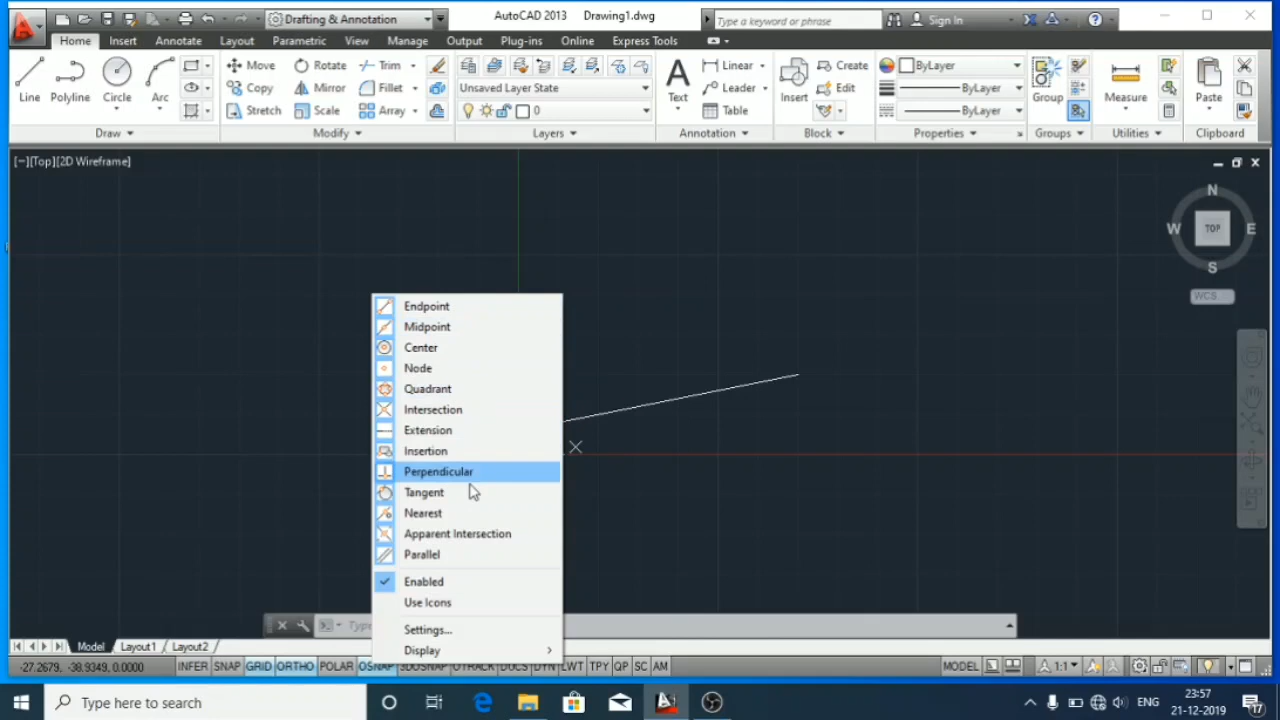 Drafting & Annotation
AutoCAD 2013 Drawing1.dwg
Type a keyword or phrase
Sign In
Home Insert Annotate Layout Parametric View Manage Output Plug-ins Online Express Tools
Line Polyline Circle Arc
Move Rotate Trim
Copy Mirror Fillet
Stretch Scale Array
Unsaved Layer State
0
Text
Linear
Leader
Table
Insert
Create
Edit
ByLayer
ByLayer
ByLayer
Group
Measure
Paste
Draw Modify Layers Annotation Block Properties Groups Utilities Clipboard
[−][Top][2D Wireframe]
N
W TOP E
S
WCS
Endpoint
Midpoint
Center
Node
Quadrant
Intersection
Extension
Insertion
Perpendicular
Tangent
Nearest
Apparent Intersection
Parallel
Enabled
Use Icons
Settings...
Display
Model Layout1 Layout2
-27.2679, -38.9349, 0.0000
INFER SNAP GRID ORTHO POLAR OSNAP 3DOSNAP OTRACK DUCS DYN LWT TPY QP SC AM
MODEL 1:1
Type here to search
ENG
23:57
21-12-2019
17